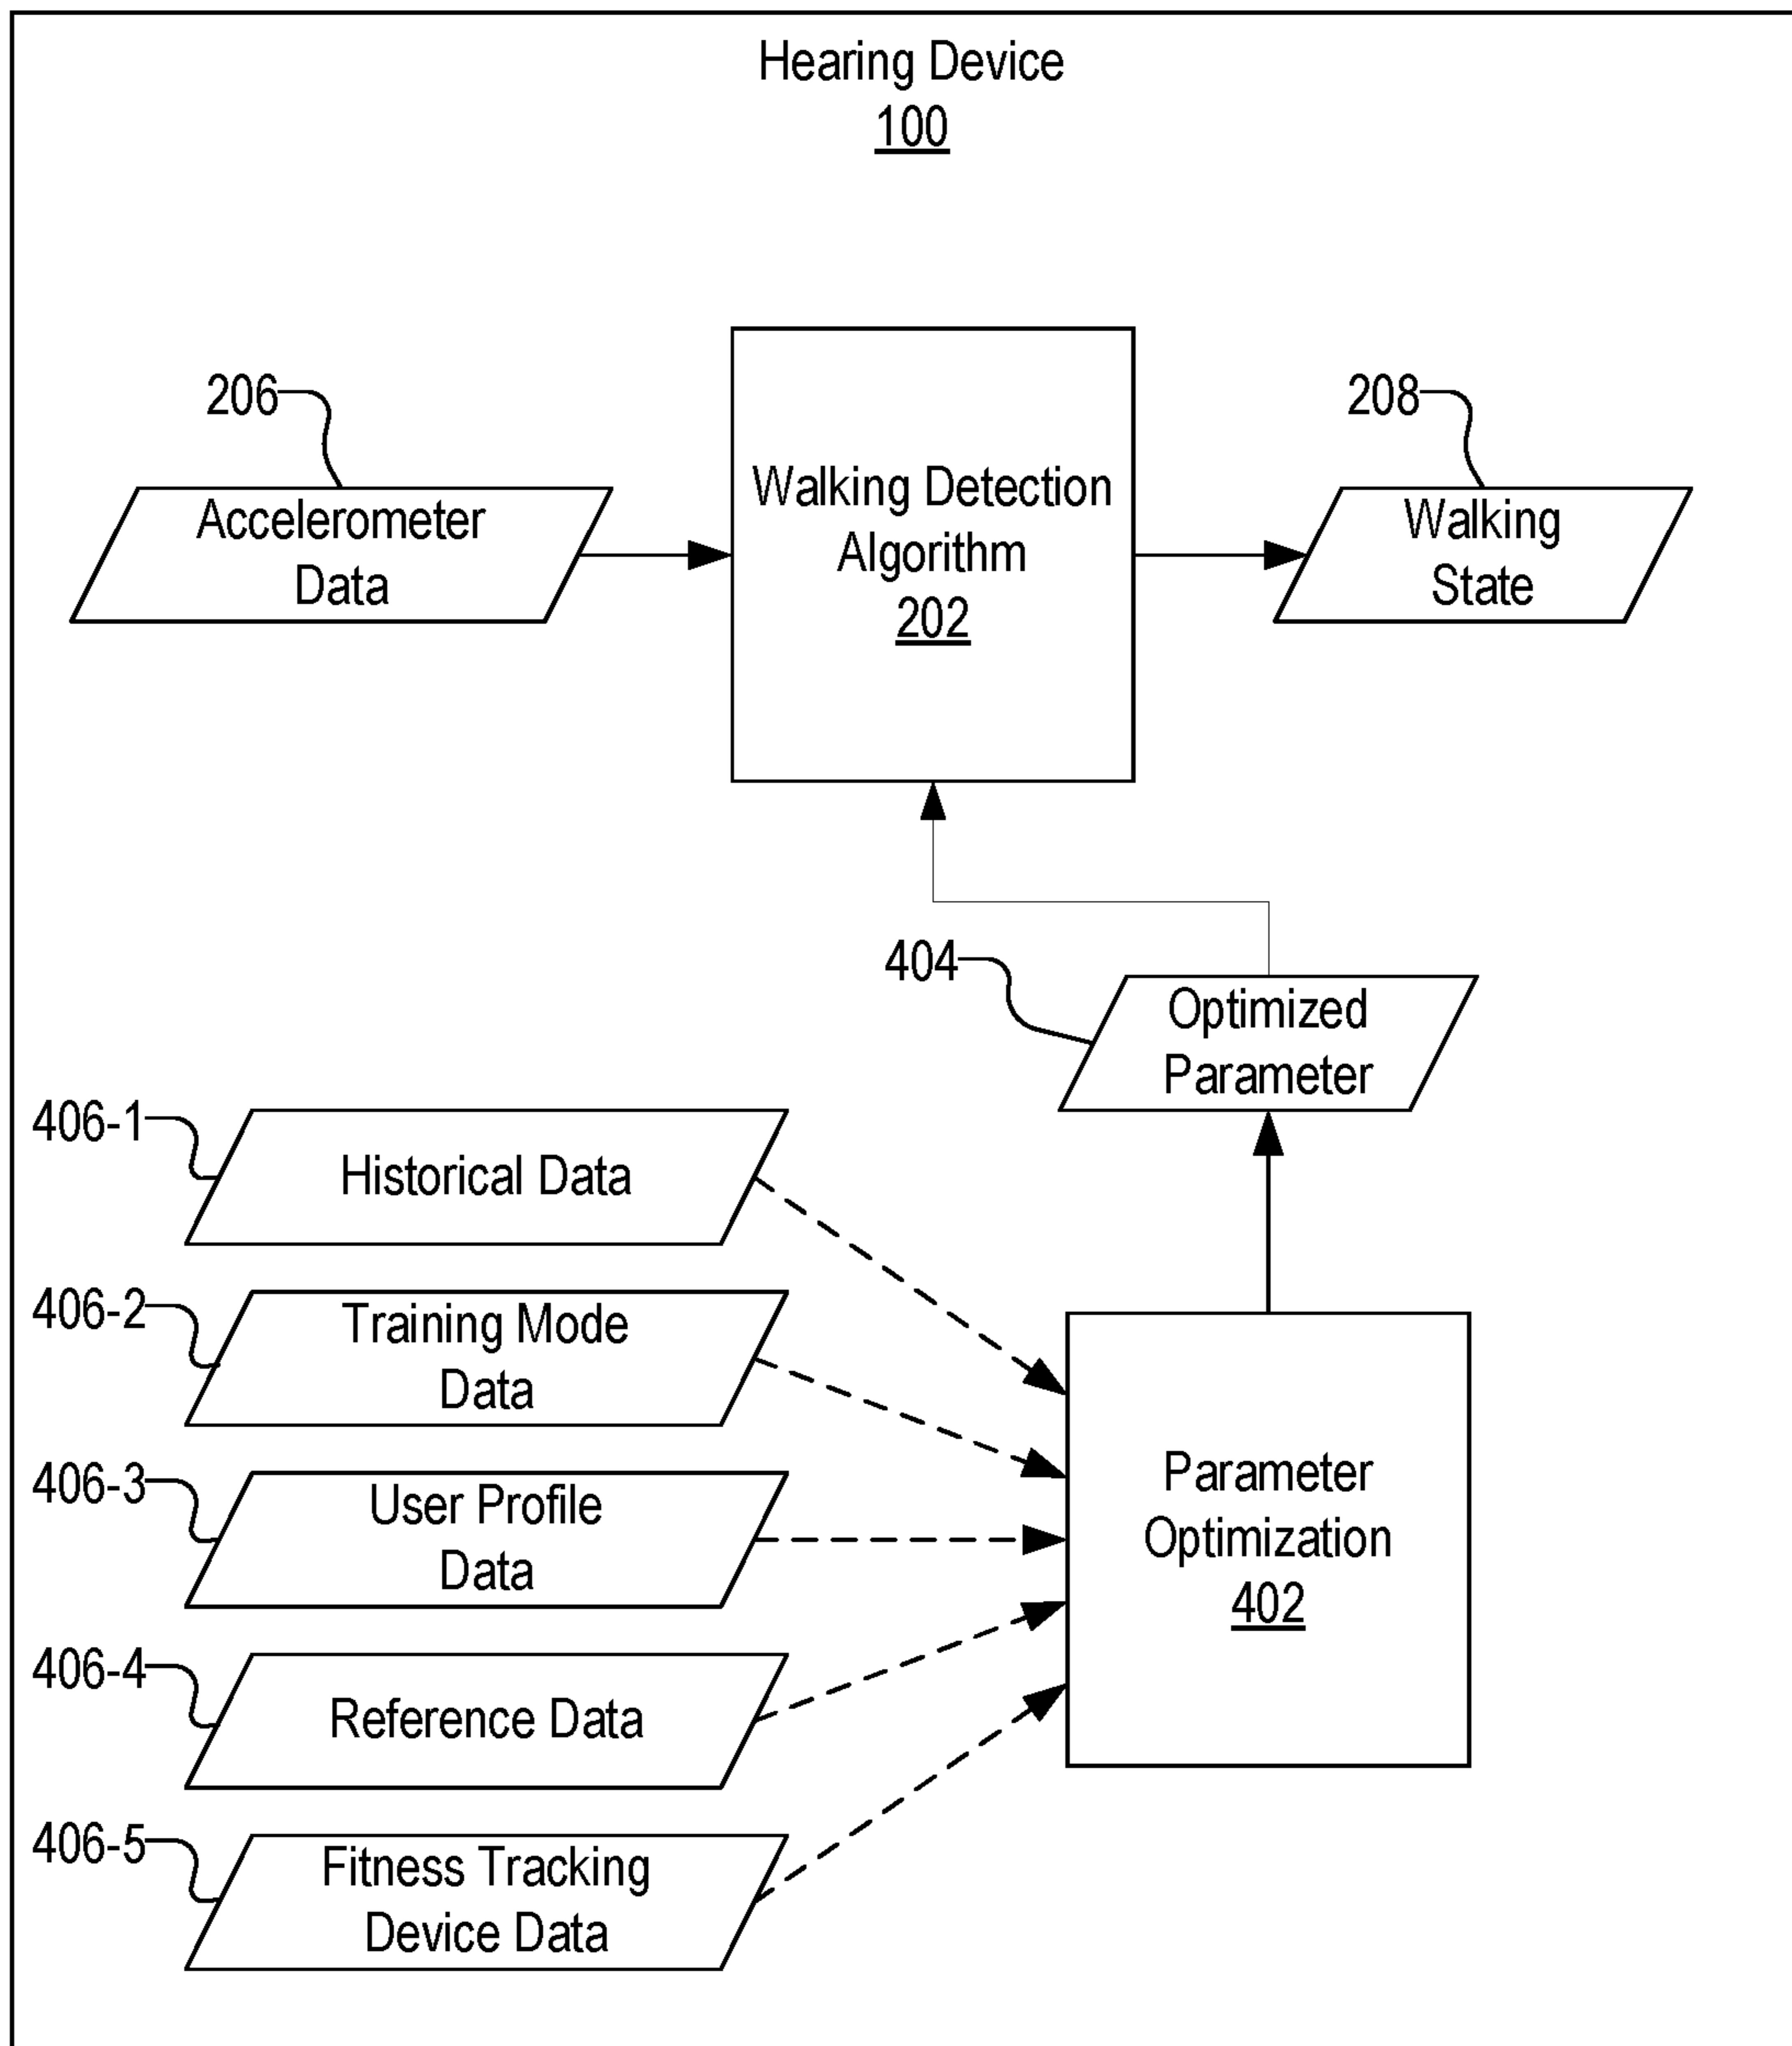 Hearing Device
100
206
208
Accelerometer
Data
Walking Detection
Algorithm
202
Walking
State
404
Optimized
Parameter
406-1
Historical Data
406-2
Training Mode
Data
406-3
User Profile
Data
406-4
Reference Data
406-5
Fitness Tracking
Device Data
Parameter
Optimization
402